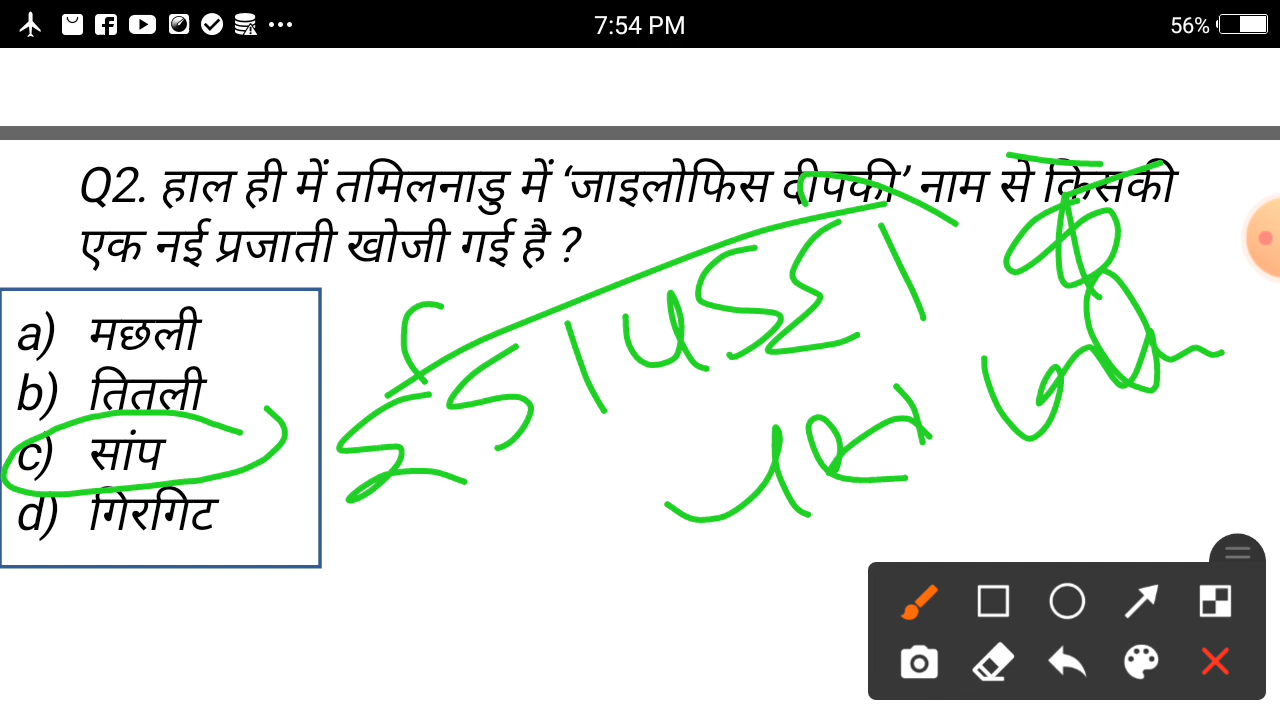 7:54 PM
56%
Q2. हाल ही में तमिलनाडु में ‘जाइलोफिस दीपकी’ नाम से किसकी
एक नई प्रजाती खोजी गई है ?
a) मछली
b) तितली
c) सांप
d) गिरगिट